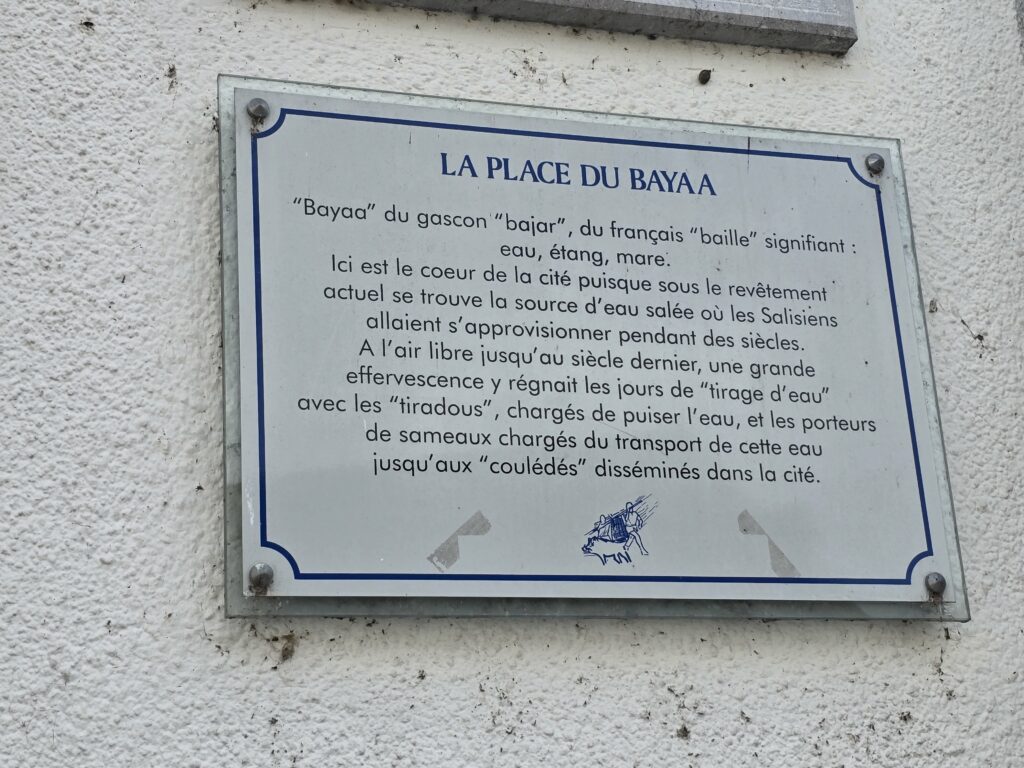 LA PLACE DU BAYAA
"Bayaa" du gascon "bajar", du français "baille" signifiant :
eau, étang, mare.
Ici est le coeur de la cité puisque sous le revêtement
actuel se trouve la source d'eau salée où les Salisiens
allaient s'approvisionner pendant des siècles.
A l'air libre jusqu'au siècle dernier, une grande
effervescence y régnait les jours de "tirage d'eau"
avec les "tiradous", chargés de puiser l'eau, et les porteurs
de sameaux chargés du transport de cette eau
jusqu'aux "coulédés" disséminés dans la cité.